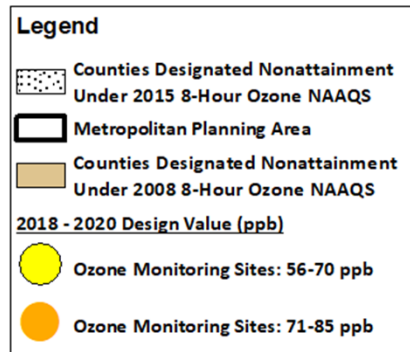 Legend
Counties Designated Nonattainment
Under 2015 8-Hour Ozone NAAQS
Metropolitan Planning Area
Counties Designated Nonattainment
Under 2008 8-Hour Ozone NAAQS
2018 - 2020 Design Value (ppb)
Ozone Monitoring Sites: 56-70 ppb
Ozone Monitoring Sites: 71-85 ppb